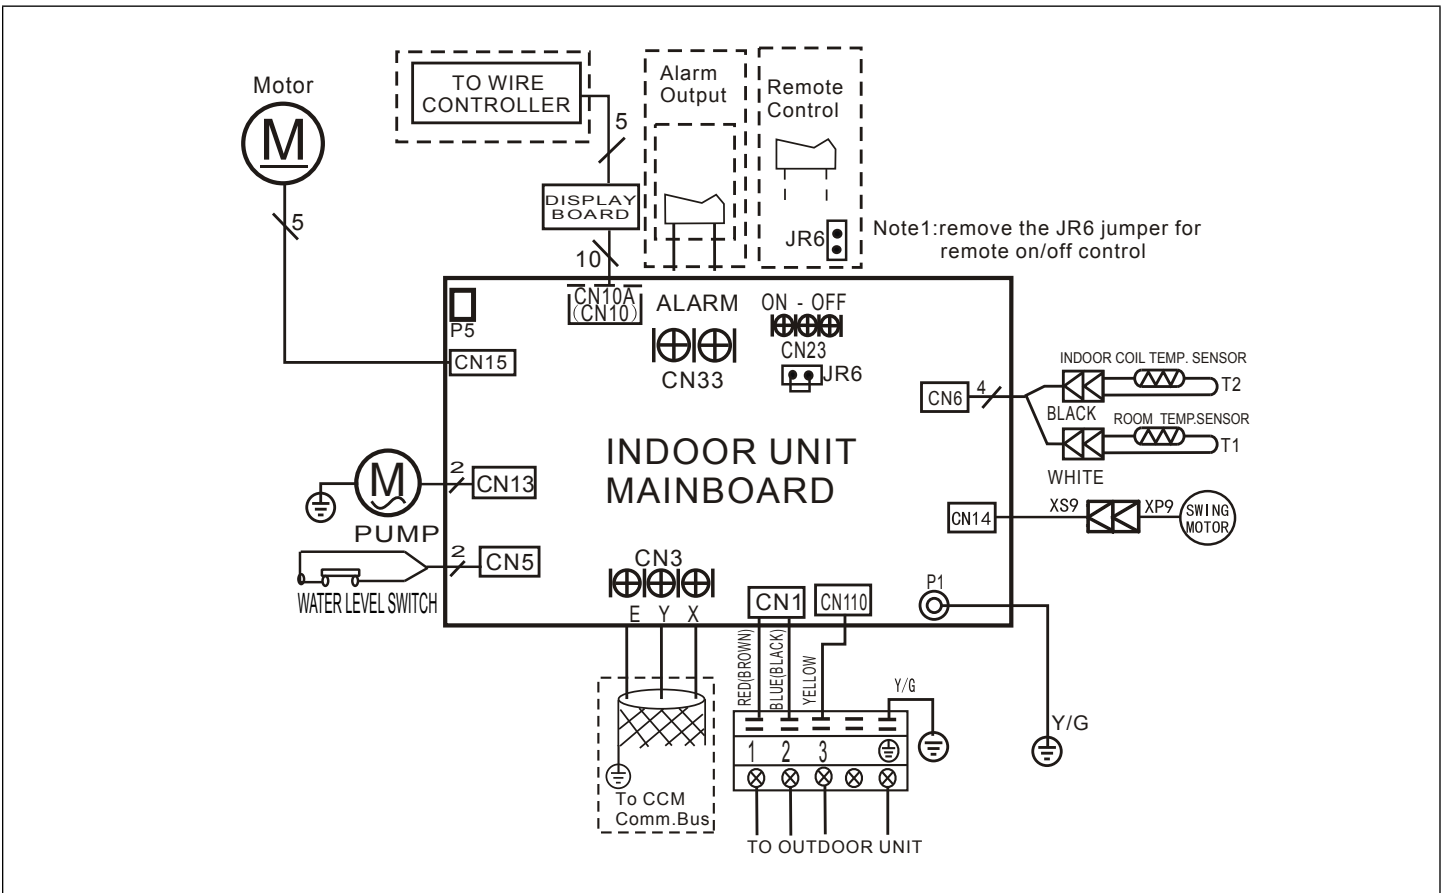 Motor
M
5
TO WIRE
CONTROLLER
5
DISPLAY
BOARD
10
Alarm
Output
Remote
Control
JR6
Note1:remove the JR6 jumper for
remote on/off control
P5
CN10A
(CN10)
ALARM
CN33
ON - OFF
CN23
JR6
CN15
CN6
4
INDOOR COIL TEMP. SENSOR
T2
BLACK
ROOM TEMP.SENSOR
T1
WHITE
INDOOR UNIT
MAINBOARD
M
PUMP
2
CN13
CN14
XS9
XP9
SWING
MOTOR
WATER LEVEL SWITCH
2
CN5
CN3
E Y X
CN1
CN110
P1
RED(BROWN)
BLUE(BLACK)
YELLOW
Y/G
Y/G
1 2 3
To CCM
Comm.Bus
TO OUTDOOR UNIT